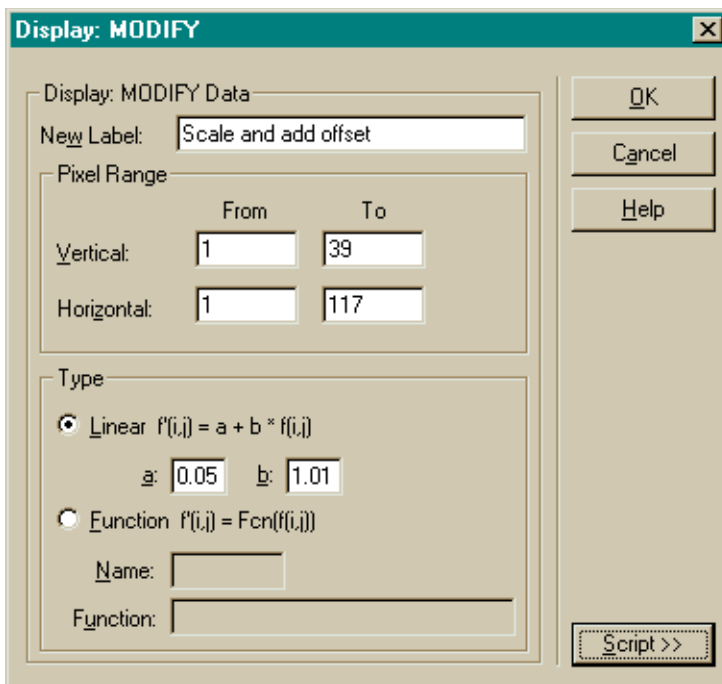 Display: MODIFY
Display: MODIFY Data
New Label: Scale and add offset
Pixel Range
From To
Vertical: 1 39
Horizontal: 1 117
Type
Linear f'(i,j) = a + b * f(i,j)
a: 0.05 b: 1.01
Function f'(i,j) = Fcn(f(i,j))
Name:
Function:
OK
Cancel
Help
Script >>